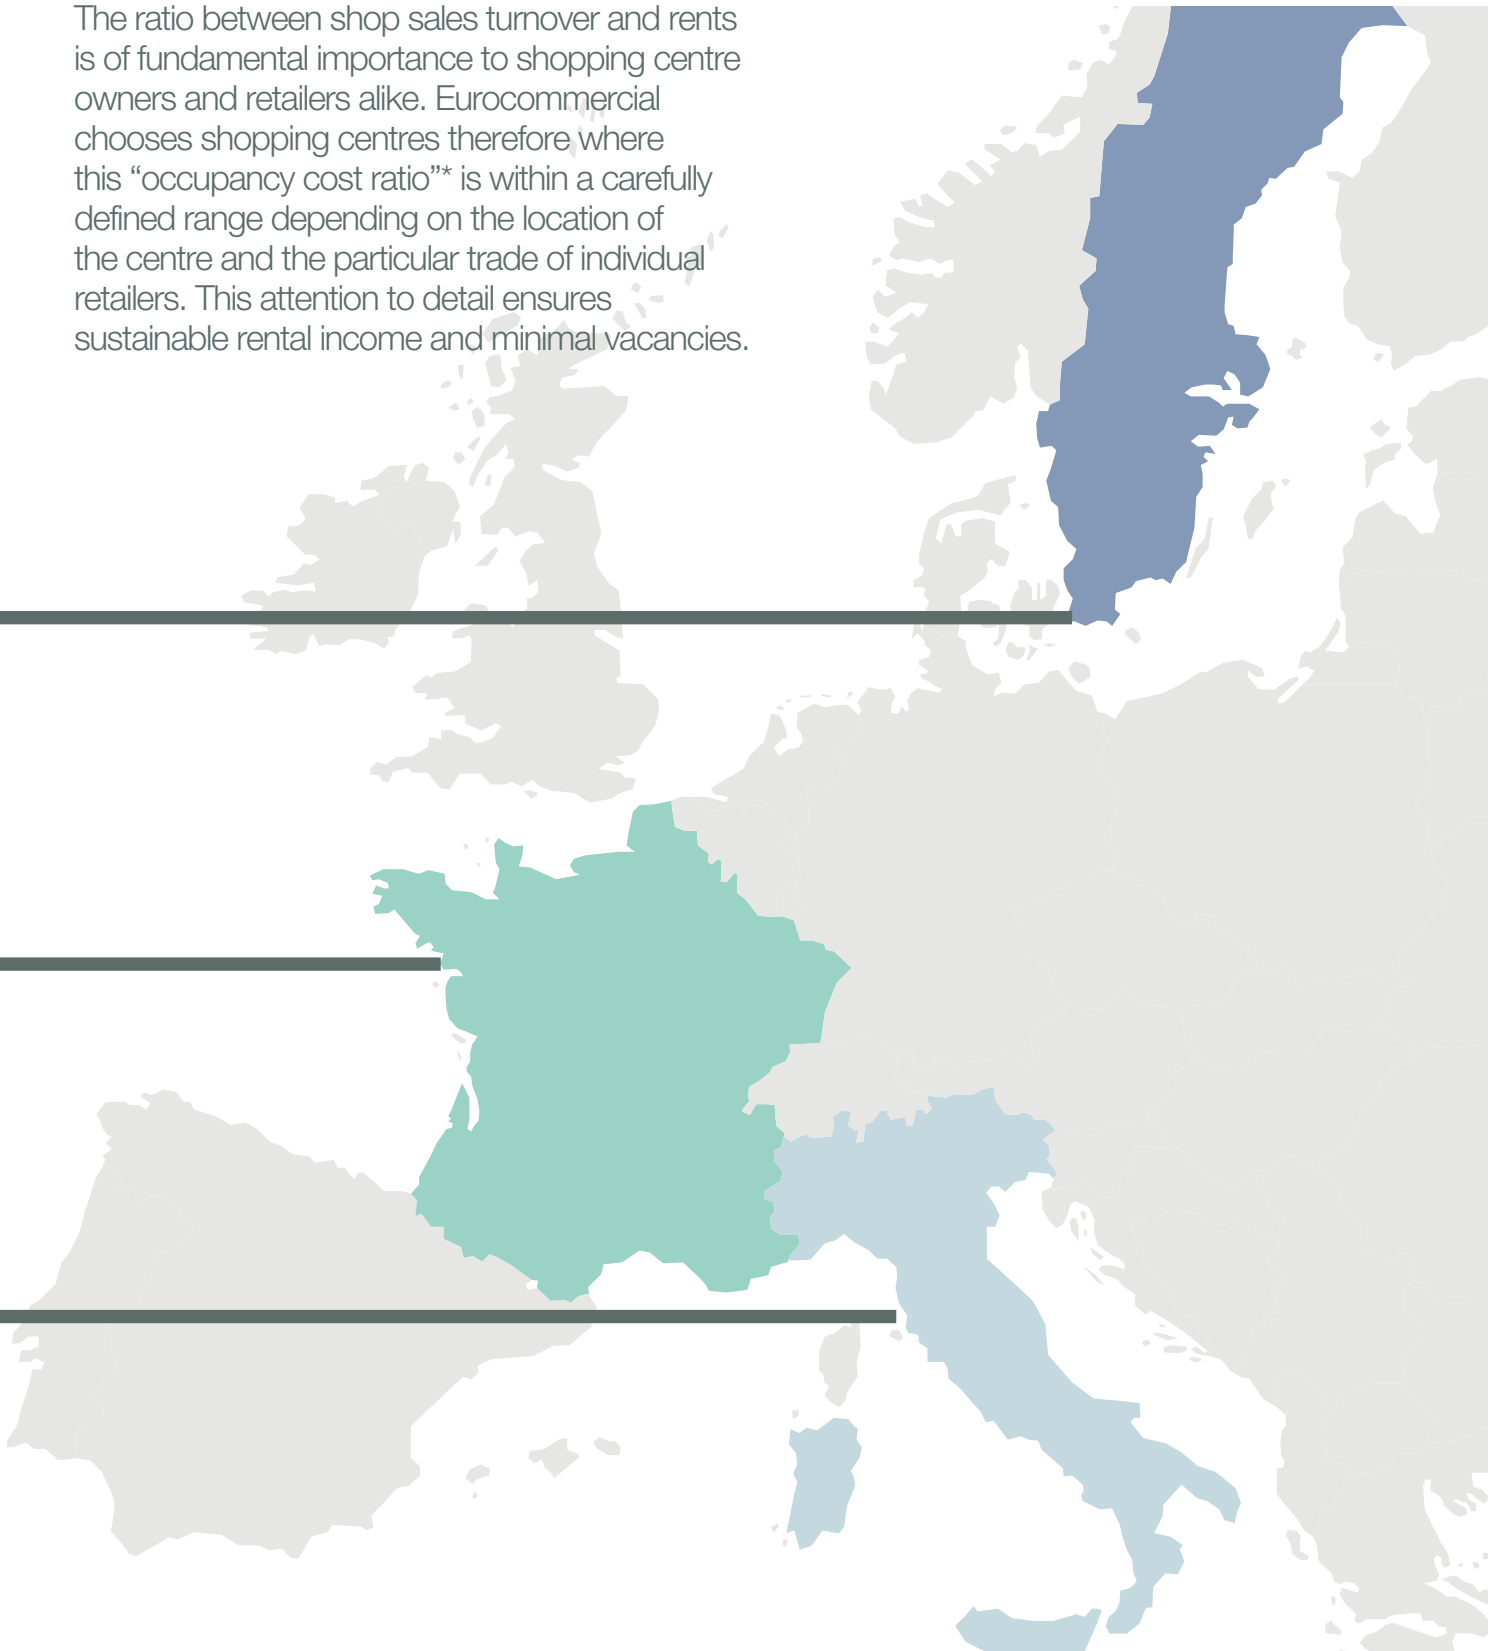 The ratio between shop sales turnover and rents
is of fundamental importance to shopping centre
owners and retailers alike. Eurocommercial
chooses shopping centres therefore where
this “occupancy cost ratio”* is within a carefully
defined range depending on the location of
the centre and the particular trade of individual
retailers. This attention to detail ensures
sustainable rental income and minimal vacancies.